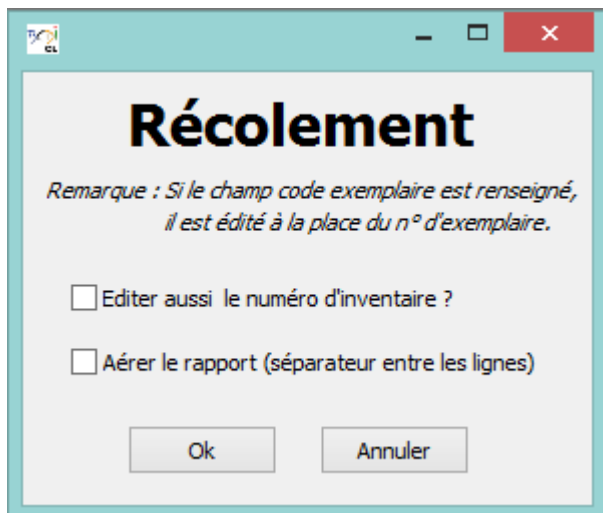 CL
Récolement
Remarque : Si le champ code exemplaire est renseigné,
il est édité à la place du n° d'exemplaire.
Editer aussi  le numéro d'inventaire ?
Aérer le rapport (séparateur entre les lignes)
Ok
Annuler